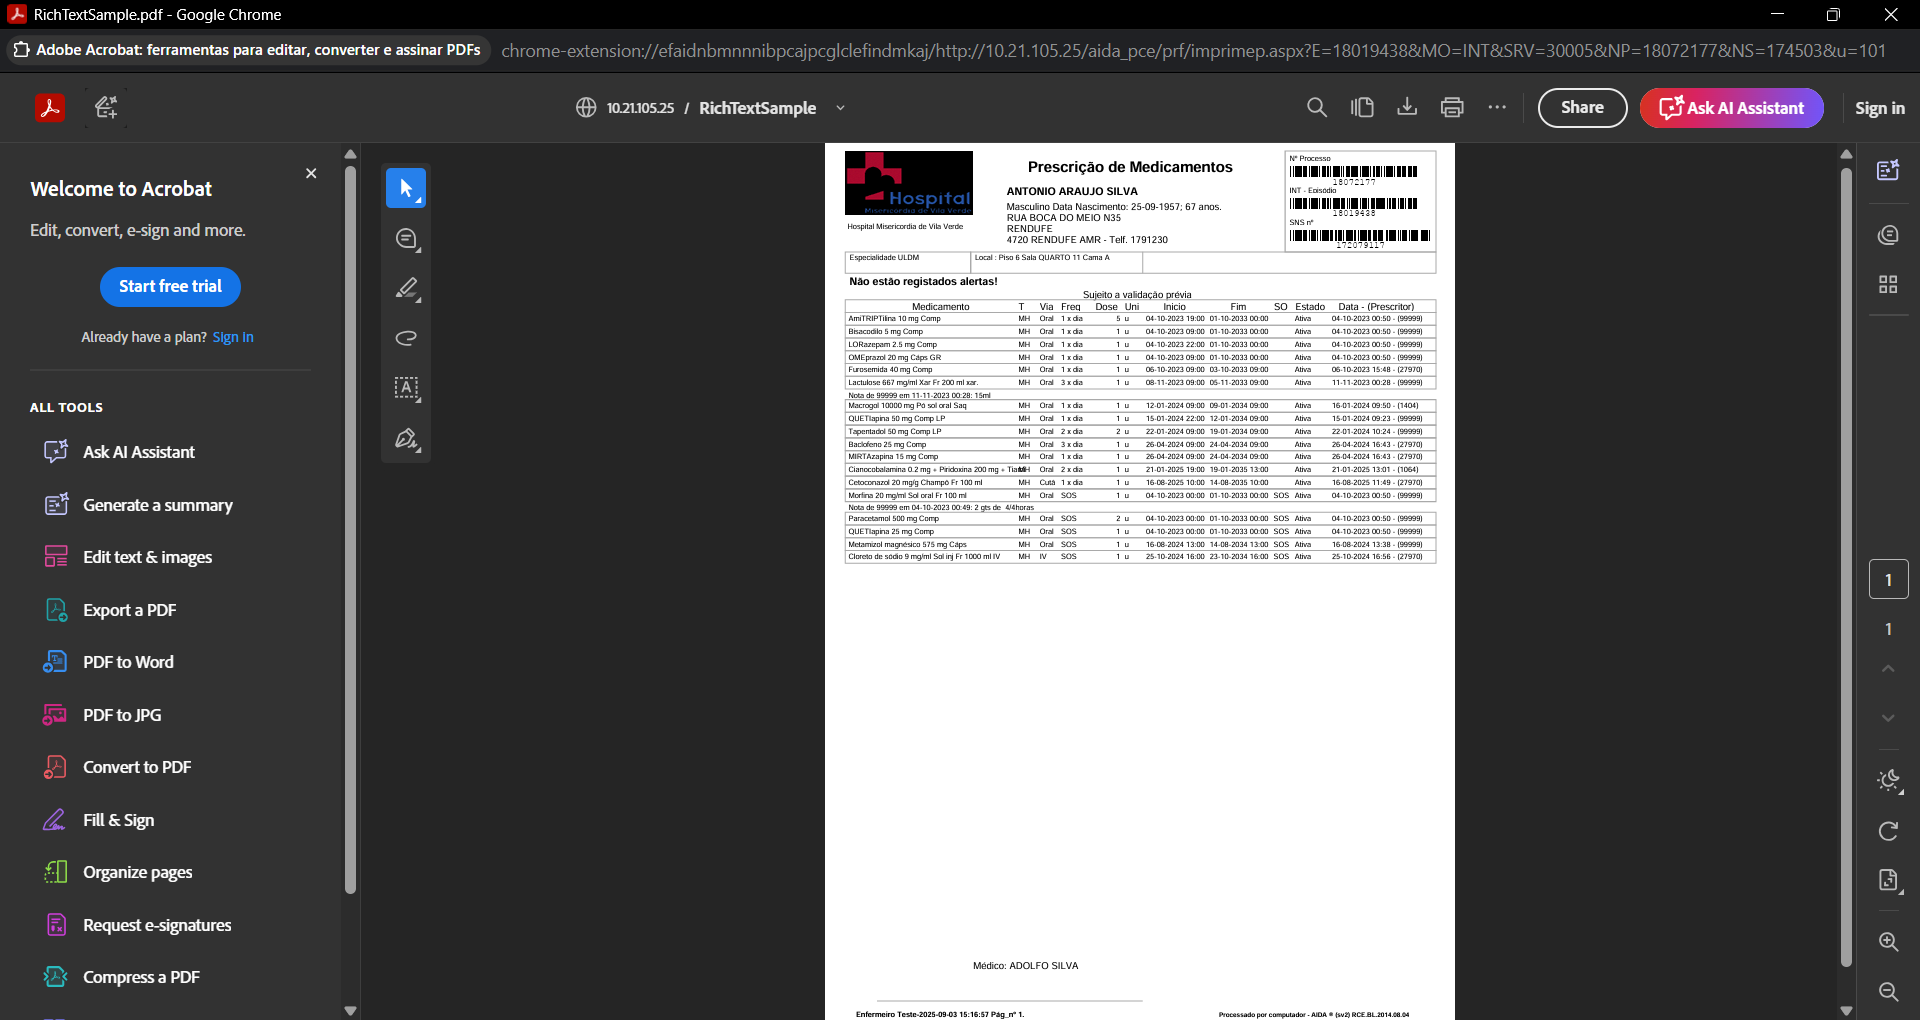 RichTextSample.pdf - Google Chrome
Adobe Acrobat: ferramentas para editar, converter e assinar PDFs
chrome-extension://efaidnbmnnnibpcajpcglclefindmkaj/http://10.21.105.25/aida_pce/prf/imprimep.aspx?E=18019438&MO=INT&SRV=30005&NP=18072177&NS=174503&u=101
10.21.105.25 / RichTextSample
Share
Ask AI Assistant
Sign in
Welcome to Acrobat
Edit, convert, e-sign and more.
Start free trial
Already have a plan? Sign in
ALL TOOLS
Ask AI Assistant
Generate a summary
Edit text & images
Export a PDF
PDF to Word
PDF to JPG
Convert to PDF
Fill & Sign
Organize pages
Request e-signatures
Compress a PDF
Hospital
Misericordia de Vila Verde
Hospital Misericordia de Vila Verde
Prescrição de Medicamentos
ANTONIO ARAUJO SILVA
Masculino Data Nascimento: 25-09-1957; 67 anos.
RUA BOCA DO MEIO N35
RENDUFE
4720 RENDUFE AMR - Telf. 1791230
Nº Processo
18072177
INT - Episódio
18019438
SNS nº
172079117
Especialidade ULDM
Local : Piso 6 Sala QUARTO 11 Cama A
Não estão registados alertas!
Sujeito a validação prévia
Medicamento T Via Freq Dose Uni Inicio Fim SO Estado Data - (Prescritor)
AmiTRIPTilina 10 mg Comp MH Oral 1 x dia 5 u 04-10-2023 19:00 01-10-2033 00:00 Ativa 04-10-2023 00:50 - (99999)
Bisacodilo 5 mg Comp MH Oral 1 x dia 1 u 04-10-2023 09:00 01-10-2033 00:00 Ativa 04-10-2023 00:50 - (99999)
LORazepam 2.5 mg Comp MH Oral 1 x dia 1 u 04-10-2023 22:00 01-10-2033 00:00 Ativa 04-10-2023 00:50 - (99999)
OMEprazol 20 mg Cáps GR MH Oral 1 x dia 1 u 04-10-2023 09:00 01-10-2033 00:00 Ativa 04-10-2023 00:50 - (99999)
Furosemida 40 mg Comp MH Oral 1 x dia 1 u 06-10-2023 09:00 03-10-2033 09:00 Ativa 06-10-2023 15:48 - (27970)
Lactulose 667 mg/ml Xar Fr 200 ml xar. MH Oral 3 x dia 1 u 08-11-2023 09:00 05-11-2033 09:00 Ativa 11-11-2023 00:28 - (99999)
Nota de 99999 em 11-11-2023 00:28: 15ml
Macrogol 10000 mg Pó sol oral Saq MH Oral 1 x dia 1 u 12-01-2024 09:00 09-01-2034 09:00 Ativa 16-01-2024 09:50 - (1404)
QUETIapina 50 mg Comp LP MH Oral 1 x dia 1 u 15-01-2024 22:00 12-01-2034 09:00 Ativa 15-01-2024 09:23 - (99999)
Tapentadol 50 mg Comp LP MH Oral 2 x dia 2 u 22-01-2024 09:00 19-01-2034 09:00 Ativa 22-01-2024 10:24 - (99999)
Baclofeno 25 mg Comp MH Oral 3 x dia 1 u 26-04-2024 09:00 24-04-2034 09:00 Ativa 26-04-2024 16:43 - (27970)
MIRTAzapina 15 mg Comp MH Oral 1 x dia 1 u 26-04-2024 09:00 24-04-2034 09:00 Ativa 26-04-2024 16:43 - (27970)
Cianocobalamina 0.2 mg + Piridoxina 200 mg + MH Oral 2 x dia 1 u 21-01-2025 19:00 19-01-2035 13:00 Ativa 21-01-2025 13:01 - (1064)
Cetoconazol 20 mg/g Champô Fr 100 ml MH Cutâ 1 x dia 1 u 16-08-2025 10:00 14-08-2035 10:00 Ativa 16-08-2025 11:49 - (27970)
Morfina 20 mg/ml Sol oral Fr 100 ml MH Oral SOS 1 u 04-10-2023 00:00 01-10-2033 00:00 SOS Ativa 04-10-2023 00:50 - (99999)
Nota de 99999 em 04-10-2023 00:49: 2 gts de 4/4horas
Paracetamol 500 mg Comp MH Oral SOS 2 u 04-10-2023 00:00 01-10-2033 00:00 SOS Ativa 04-10-2023 00:50 - (99999)
QUETIapina 25 mg Comp MH Oral SOS 1 u 04-10-2023 00:00 01-10-2033 00:00 SOS Ativa 04-10-2023 00:50 - (99999)
Metamizol magnésico 575 mg Cáps MH Oral SOS 1 u 16-08-2024 13:00 14-08-2034 13:00 SOS Ativa 16-08-2024 13:38 - (99999)
Cloreto de sódio 9 mg/ml Sol inj Fr 1000 ml IV MH IV SOS 1 u 25-10-2024 16:00 23-10-2034 16:00 SOS Ativa 25-10-2024 16:56 - (27970)
Médico: ADOLFO SILVA
Enfermeiro Teste-2025-09-03 15:16:57 Pág_nº 1.
Processado por computador - AIDA ® (sv2) RCE.BL.2014.08.04
1
1